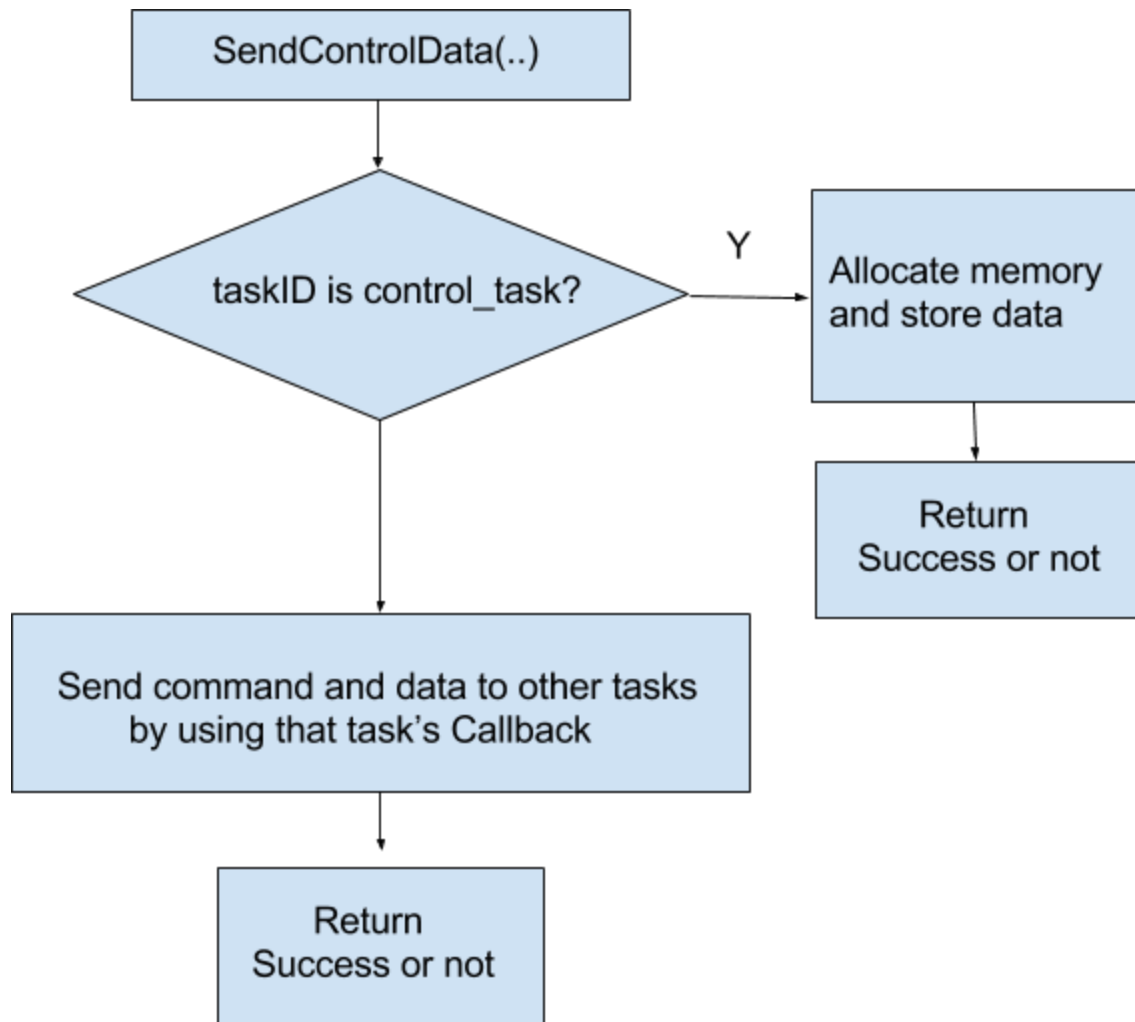 SendControlData(..)
taskID is control_task?
Y
Allocate memory
and store data
Return
Success or not
Send command and data to other tasks
by using that task's Callback
Return
Success or not